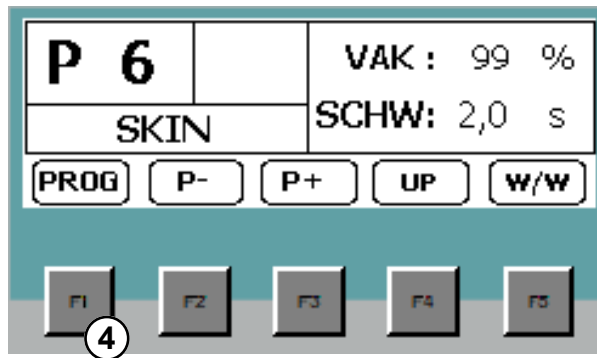 P 6
VAK : 99 %
SKIN
SCHW: 2,0 s
PROG P- P+ UP W/W
F1 F2 F3 F4 F5
4